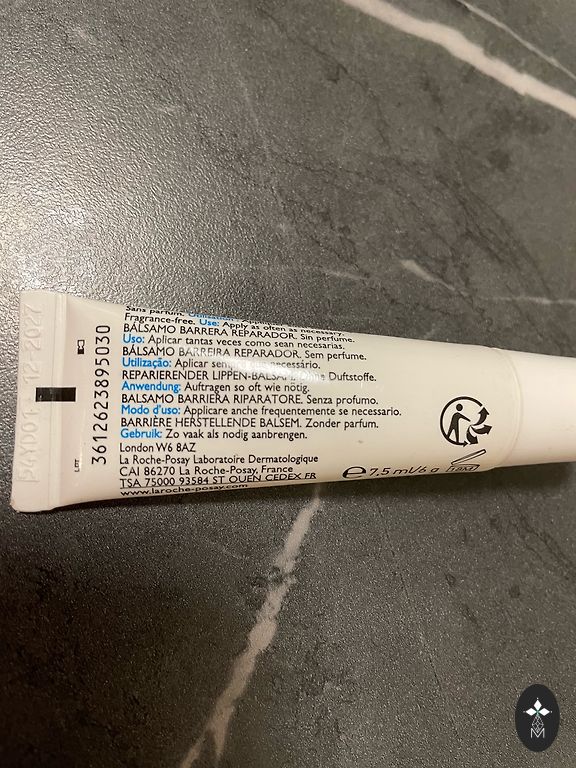 Sans parfum. Utilisation:
Fragrance-free. Use: Apply as often as necessary.
BÁLSAMO BARRERA REPARADOR. Sin perfume.
Uso: Aplicar tantas veces como sean necesarias.
BÁLSAMO BARREIRA REPARADOR. Sem perfume.
Utilização: Aplicar necessário.
REPARIERENDER LIPPEN-BALSAM. Ohne Duftstoffe.
Anwendung: Auftragen so oft wie nötig.
BALSAMO BARRIERA RIPARATORE. Senza profumo.
Modo d'uso: Applicare anche frequentemente se necessario.
BARRIÈRE HERSTELLENDE BALSEM. Zonder parfum.
Gebruik: Zo vaak als nodig aanbrengen.
London W6 8AZ
La Roche-Posay Laboratoire Dermatologique
CAI 86270 La Roche-Posay, France
TSA 75000 93584 ST OUEN CEDEX FR
www.laroche-posay.com
℮ 7,5 ml/6 g
18M
3612623895030
12-2027
M